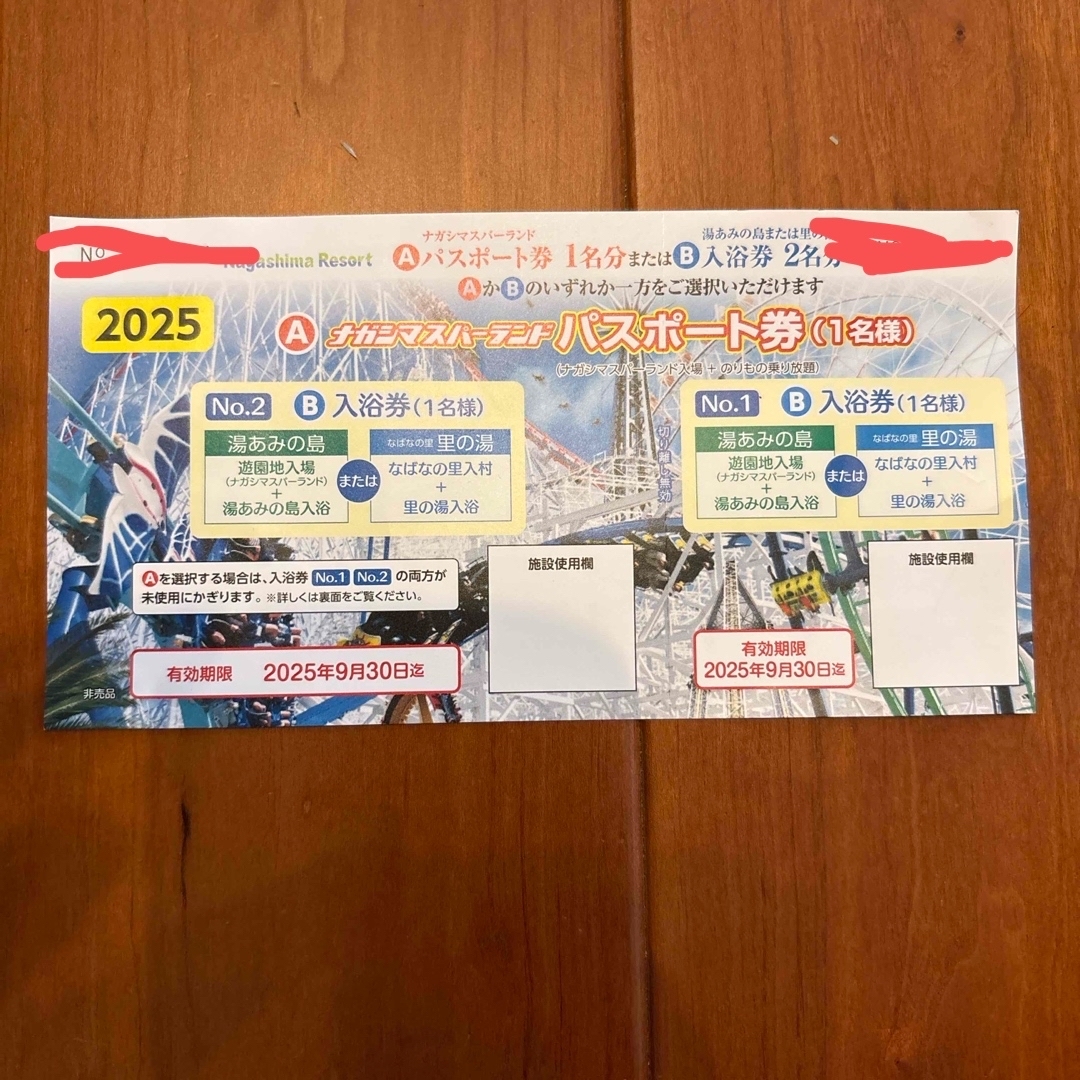 No
Nagashima Resort
ナガシマスパーランド
Aパスポート券 1名分または
湯あみの島または里の
B入浴券 2名分
AかBのいずれか一方をご選択いただけます
2025
A ナガシマスパーランド パスポート券(1名様)
(ナガシマスパーランド入場 + のりもの乗り放題)
No.2 B 入浴券(1名様)
湯あみの島
遊園地入場
(ナガシマスパーランド)
+
湯あみの島入浴
または
なばなの里 里の湯
なばなの里入村
+
里の湯入浴
切り離し無効
No.1 B 入浴券(1名様)
湯あみの島
遊園地入場
(ナガシマスパーランド)
+
湯あみの島入浴
または
なばなの里 里の湯
なばなの里入村
+
里の湯入浴
Aを選択する場合は、入浴券 No.1 No.2 の両方が
未使用にかぎります。※詳しくは裏面をご覧ください。
施設使用欄
施設使用欄
有効期限 2025年9月30日迄
有効期限
2025年9月30日迄
非売品